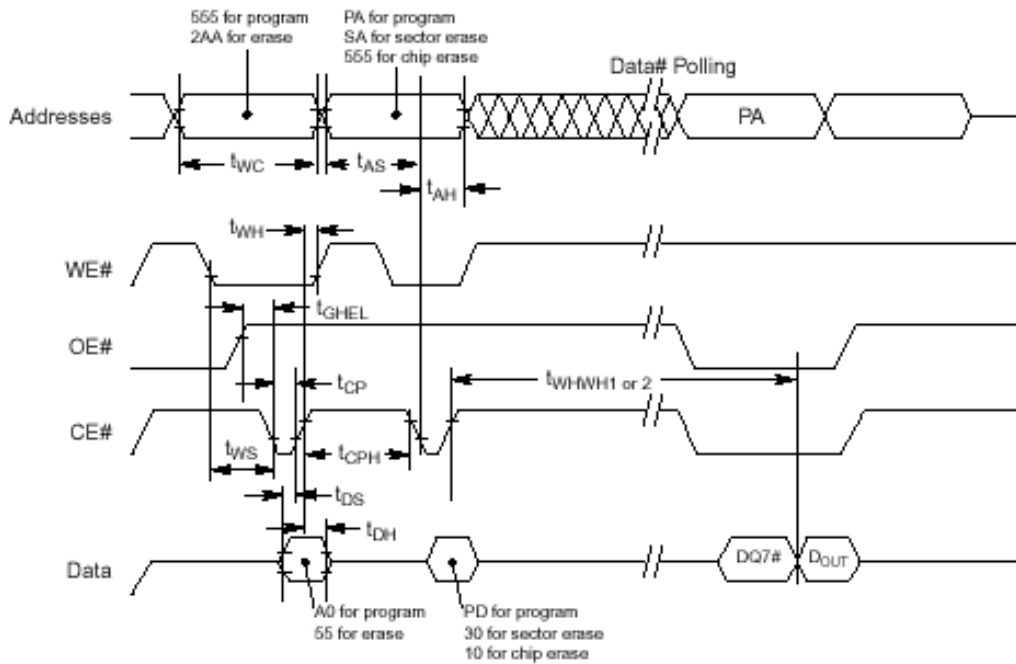 555 for program
2AA for erase
PA for program
SA for sector erase
555 for chip erase
Data# Polling
Addresses
PA
tWC
tAS
tAH
tWH
WE#
tGHEL
OE#
tCP
tWHWH1 or 2
CE#
tWS
tCPH
tDS
tDH
Data
DQ7#
DOUT
A0 for program
55 for erase
PD for program
30 for sector erase
10 for chip erase